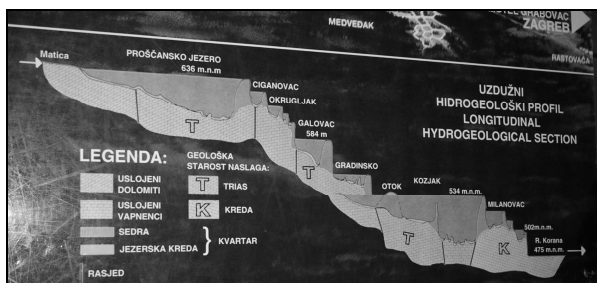 MEDVEĐAK
HOTEL GRABOVAC
ZAGREB
RASTOVAČA
Matica
PROŠĆANSKO JEZERO
636 m.n.m
CIGANOVAC
OKRUGLJAK
GALOVAC
584 m
GRADINSKO
OTOK
KOZJAK
534 m.n.m.
MILANOVAC
502m.n.m.
R. Korana
475 m.n.m.
UZDUŽNI
HIDROGEOLOŠKI PROFIL
LONGITUDINAL
HYDROGEOLOGICAL SECTION
T
T
T
K
LEGENDA:
USLOJENI
DOLOMITI
USLOJENI
VAPNENCI
SEDRA
JEZERSKA KREDA
} KVARTAR
RASJED
GEOLOŠKA
STAROST NASLAGA:
T TRIAS
K KREDA